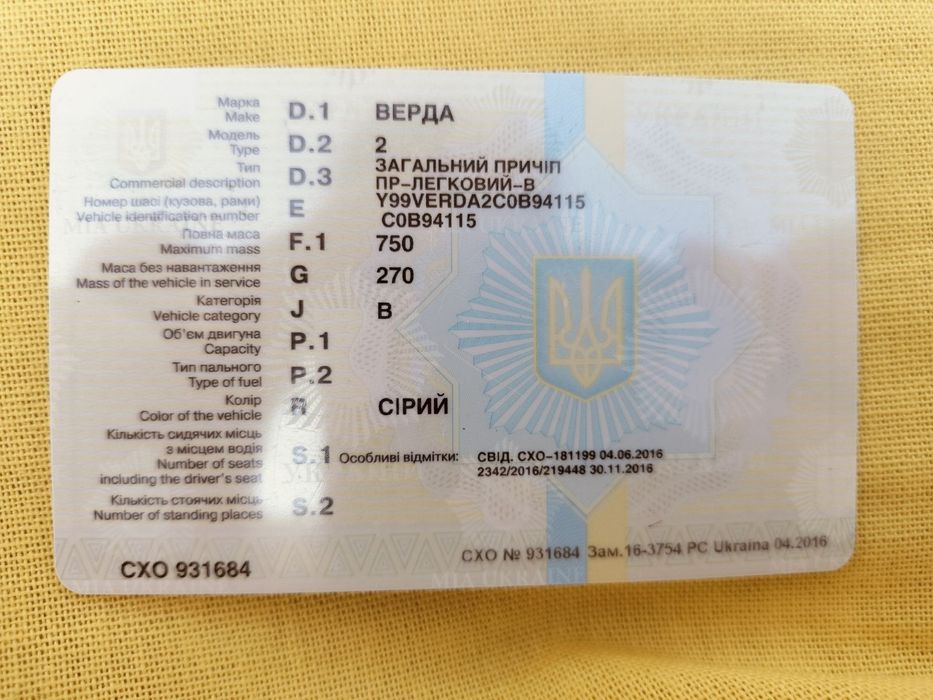 Марка
Make D.1 ВЕРДА
Модель
Type D.2 2
Тип
Commercial description D.3 ЗАГАЛЬНИЙ ПРИЧІП
ПР-ЛЕГКОВИЙ-В
Номер шасі (кузова, рами)
Vehicle identification number E Y99VERDA2C0B94115
C0B94115
Повна маса
Maximum mass F.1 750
Маса без навантаження
Mass of the vehicle in service G 270
Категорія
Vehicle category J B
Об'єм двигуна
Capacity P.1
Тип пального
Type of fuel P.2
Колір
Color of the vehicle R СІРИЙ
Кількість сидячих місць
з місцем водія
Number of seats
including the driver's seat S.1
Особливі відмітки: СВІД. СХО-181199 04.06.2016
2342/2016/219448 30.11.2016
Кількість стоячих місць
Number of standing places S.2
СХО 931684
СХО № 931684 Зам.16-3754 PC Ukraina 04.2016
MIA UKRAINE